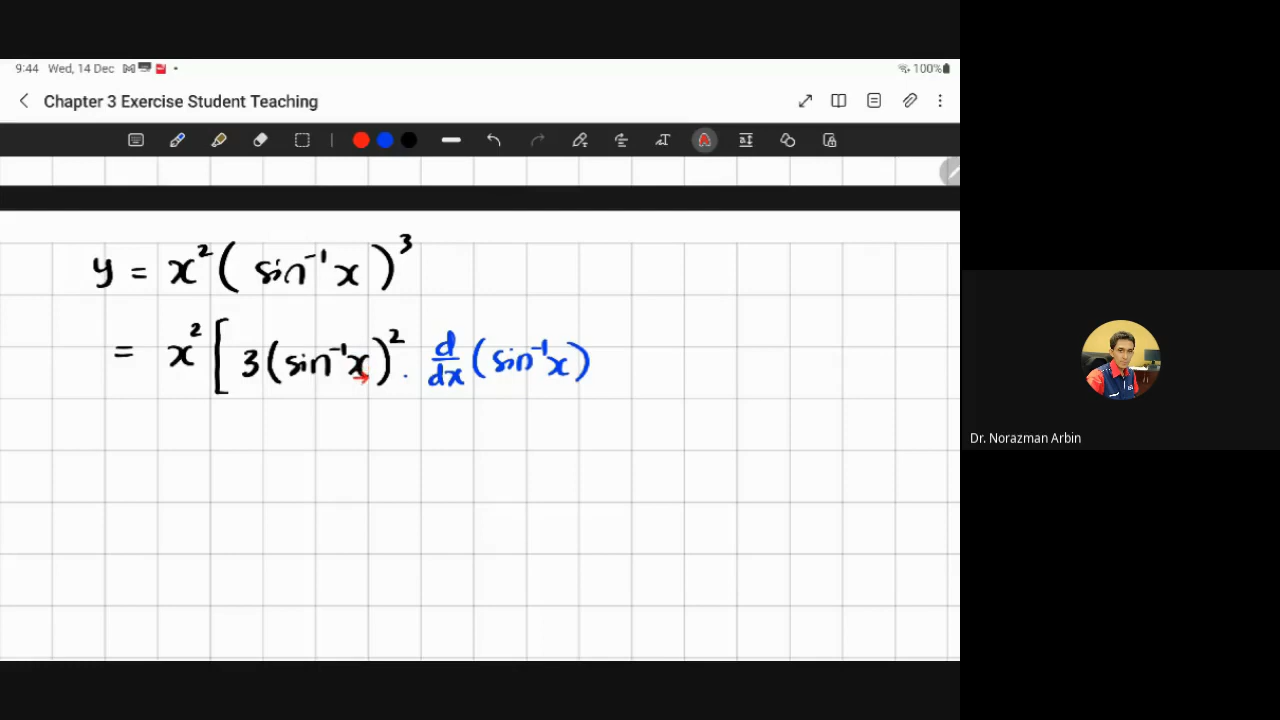 9:44 Wed, 14 Dec 100%
Chapter 3 Exercise Student Teaching
y = x²( sin⁻¹x )³
= x² [ 3(sin⁻¹x)² . d/dx (sin⁻¹x)
Dr. Norazman Arbin